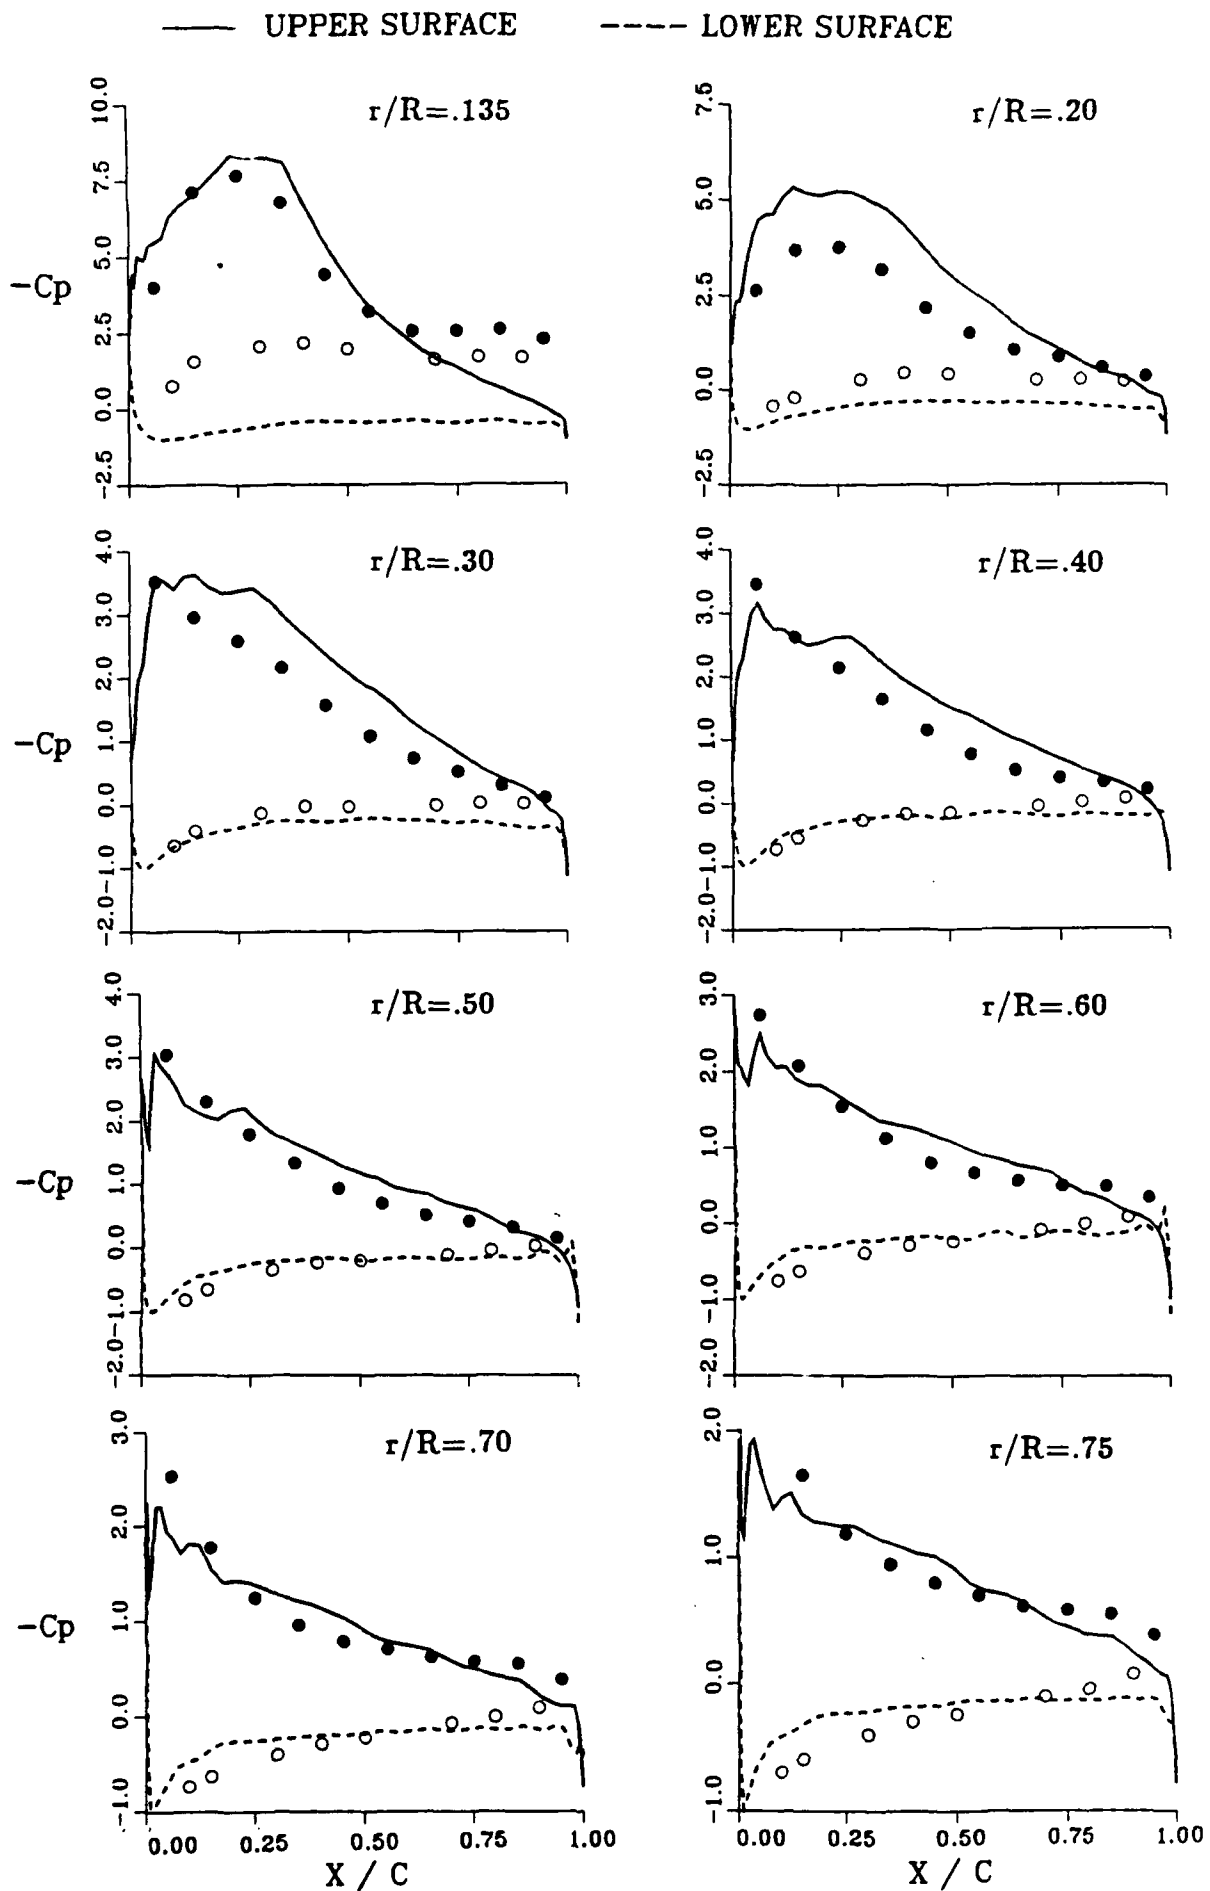 UPPER SURFACE LOWER SURFACE
r/R=.135 r/R=.20
10.0 7.5 5.0 2.5 0.0 -2.5
7.5 5.0 2.5 0.0 -2.5
-Cp
r/R=.30 r/R=.40
4.0 3.0 2.0 1.0 0.0 -1.0 -2.0
4.0 3.0 2.0 1.0 0.0 -1.0 -2.0
-Cp
r/R=.50 r/R=.60
4.0 3.0 2.0 1.0 0.0 -1.0 -2.0
3.0 2.0 1.0 0.0 -1.0 -2.0
-Cp
r/R=.70 r/R=.75
3.0 2.0 1.0 0.0 -1.0
2.0 1.0 0.0 -1.0
-Cp
0.00 0.25 0.50 0.75 1.00 0.00 0.25 0.50 0.75 1.00
X / C X / C